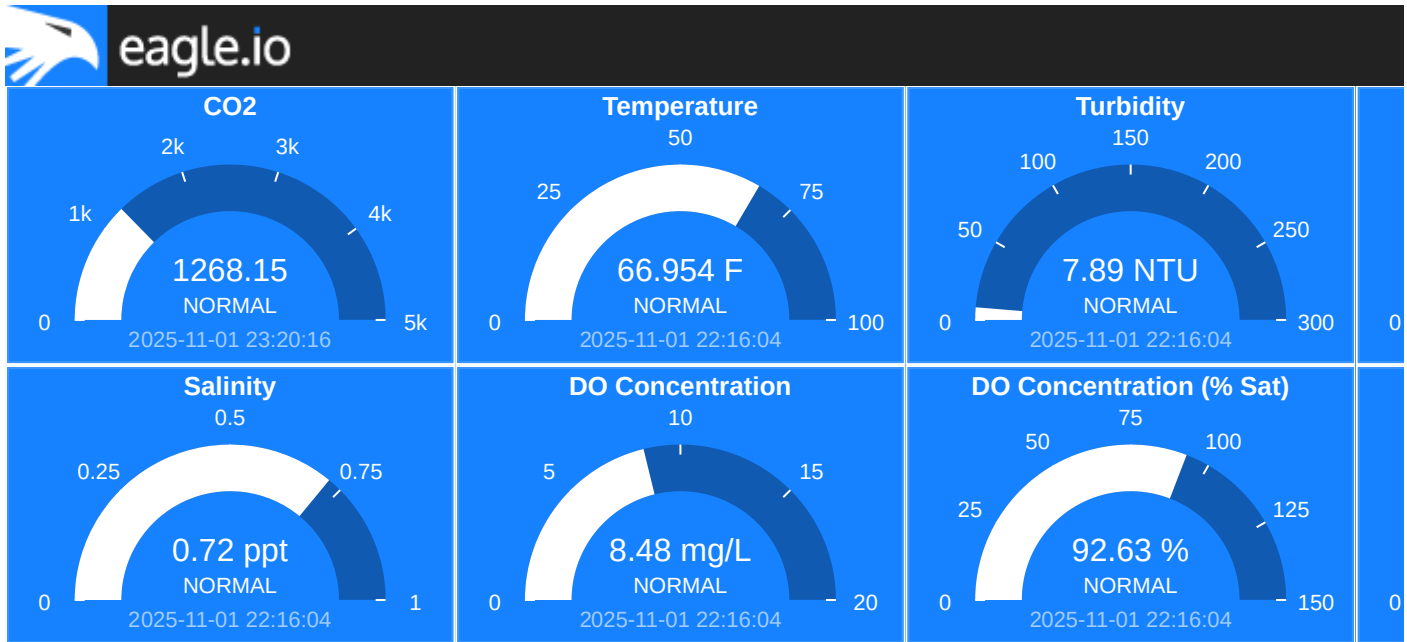 eagle.io
CO2
2k 3k
1k 4k
1268.15
NORMAL
0 5k
2025-11-01 23:20:16
Temperature
50
25 75
66.954 F
NORMAL
0 100
2025-11-01 22:16:04
Turbidity
150
100 200
50 250
7.89 NTU
NORMAL
0 300
2025-11-01 22:16:04
0
Salinity
0.5
0.25 0.75
0.72 ppt
NORMAL
0 1
2025-11-01 22:16:04
DO Concentration
10
5 15
8.48 mg/L
NORMAL
0 20
2025-11-01 22:16:04
DO Concentration (% Sat)
75
50 100
25 125
92.63 %
NORMAL
0 150
2025-11-01 22:16:04
0